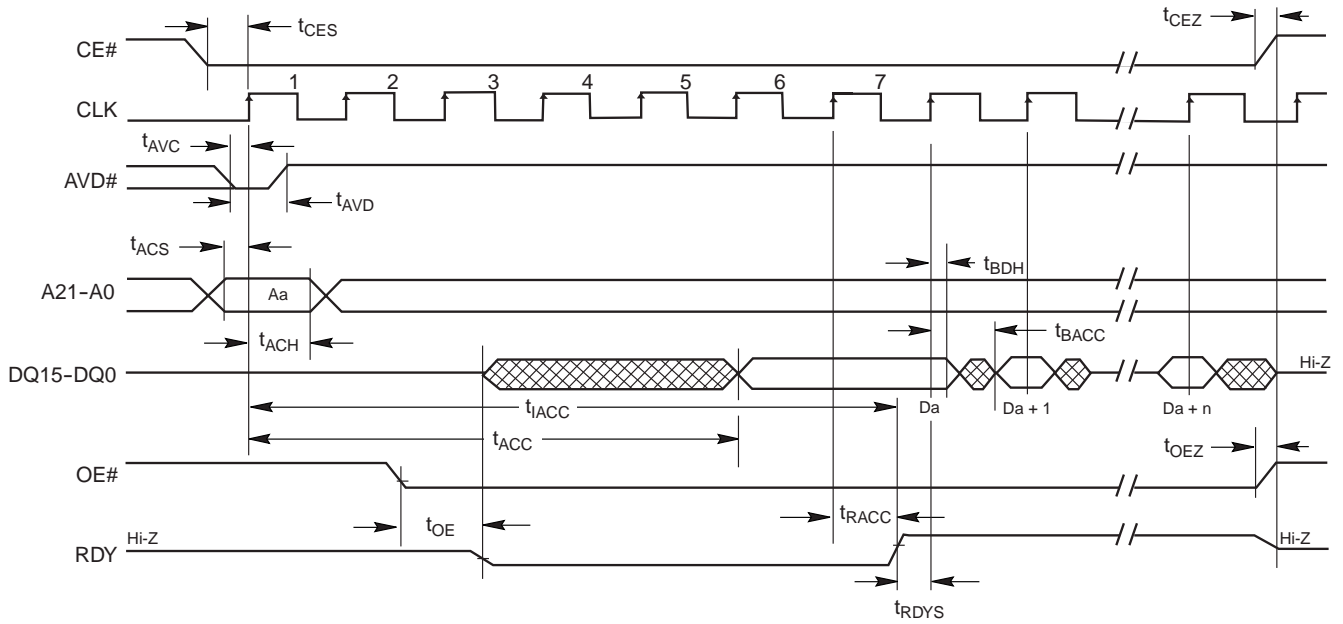 tCES
tCEZ
CE#
1 2 3 4 5 6 7
CLK
tAVC
AVD#
tAVD
tACS
tBDH
A21-A0
Aa
tACH
tBACC
DQ15-DQ0
Hi-Z
tIACC
Da
Da + 1
Da + n
tACC
tOEZ
OE#
tOE
tRACC
RDY
Hi-Z
Hi-Z
tRDYS